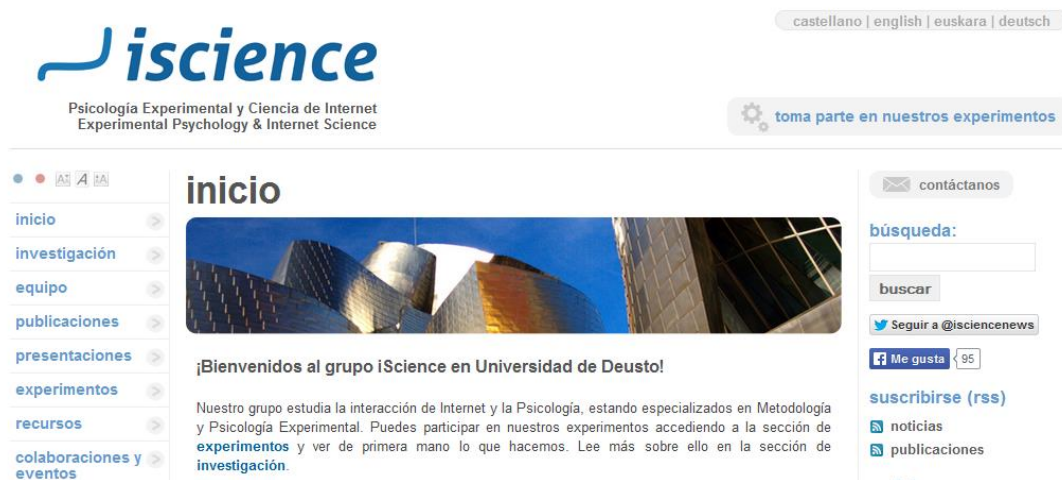 castellano | english | euskara | deutsch
iscience
Psicología Experimental y Ciencia de Internet
Experimental Psychology & Internet Science
toma parte en nuestros experimentos
inicio
investigación
equipo
publicaciones
presentaciones
experimentos
recursos
colaboraciones y
eventos
inicio
¡Bienvenidos al grupo iScience en Universidad de Deusto!
Nuestro grupo estudia la interacción de Internet y la Psicología, estando especializados en Metodología
y Psicología Experimental. Puedes participar en nuestros experimentos accediendo a la sección de
experimentos y ver de primera mano lo que hacemos. Lee más sobre ello en la sección de
investigación.
contáctanos
búsqueda:
buscar
Seguir a @isciencenews
Me gusta 95
suscribirse (rss)
noticias
publicaciones